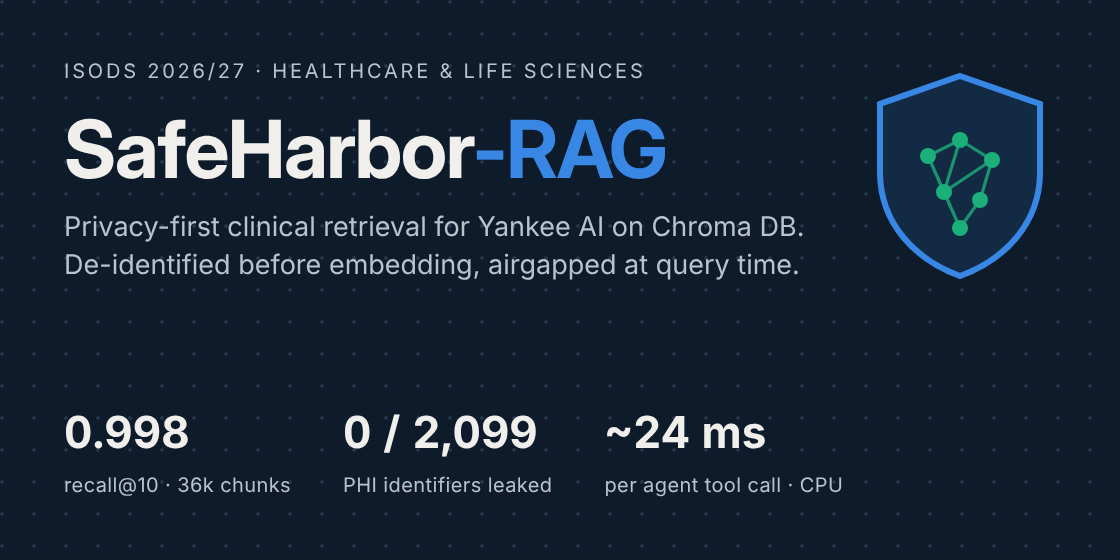 ISODS 2026/27 · HEALTHCARE & LIFE SCIENCES
SafeHarbor-RAG
Privacy-first clinical retrieval for Yankee AI on Chroma DB.
De-identified before embedding, airgapped at query time.
0.998
recall@10 · 36k chunks
0 / 2,099
PHI identifiers leaked
~24 ms
per agent tool call · CPU